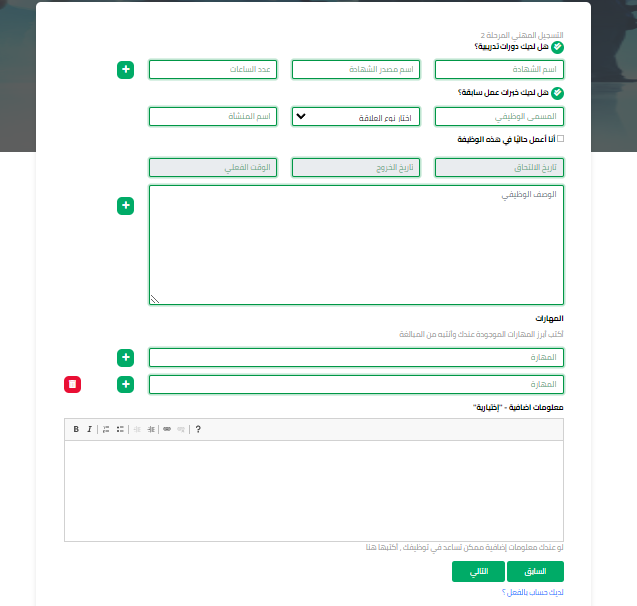 التسجيل المهني المرحلة 2
هل لديك دورات تدريبية؟
اسم الشهادة
اسم مصدر الشهادة
عدد الساعات
هل لديك خبرات عمل سابقة؟
المسمى الوظيفي
اختار نوع العلاقة
اسم المنشأة
أنا أعمل حاليًا في هذه الوظيفة
تاريخ الالتحاق
تاريخ الخروج
الوقت الفعلي
الوصف الوظيفي
المهارات
أكتب أبرز المهارات الموجودة عندك وأنتبه من المبالغة
المهارة
المهارة
معلومات اضافية - "إختيارية"
B I ?
لو عندك معلومات إضافية ممكن تساعد في توظيفك , أكتبها هنا
السابق
التالي
لديك حساب بالفعل ؟